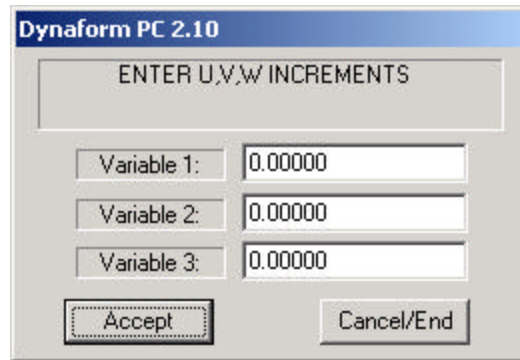 Dynaform PC 2.10
ENTER U,V,W INCREMENTS
Variable 1: 0.00000
Variable 2: 0.00000
Variable 3: 0.00000
Accept Cancel/End